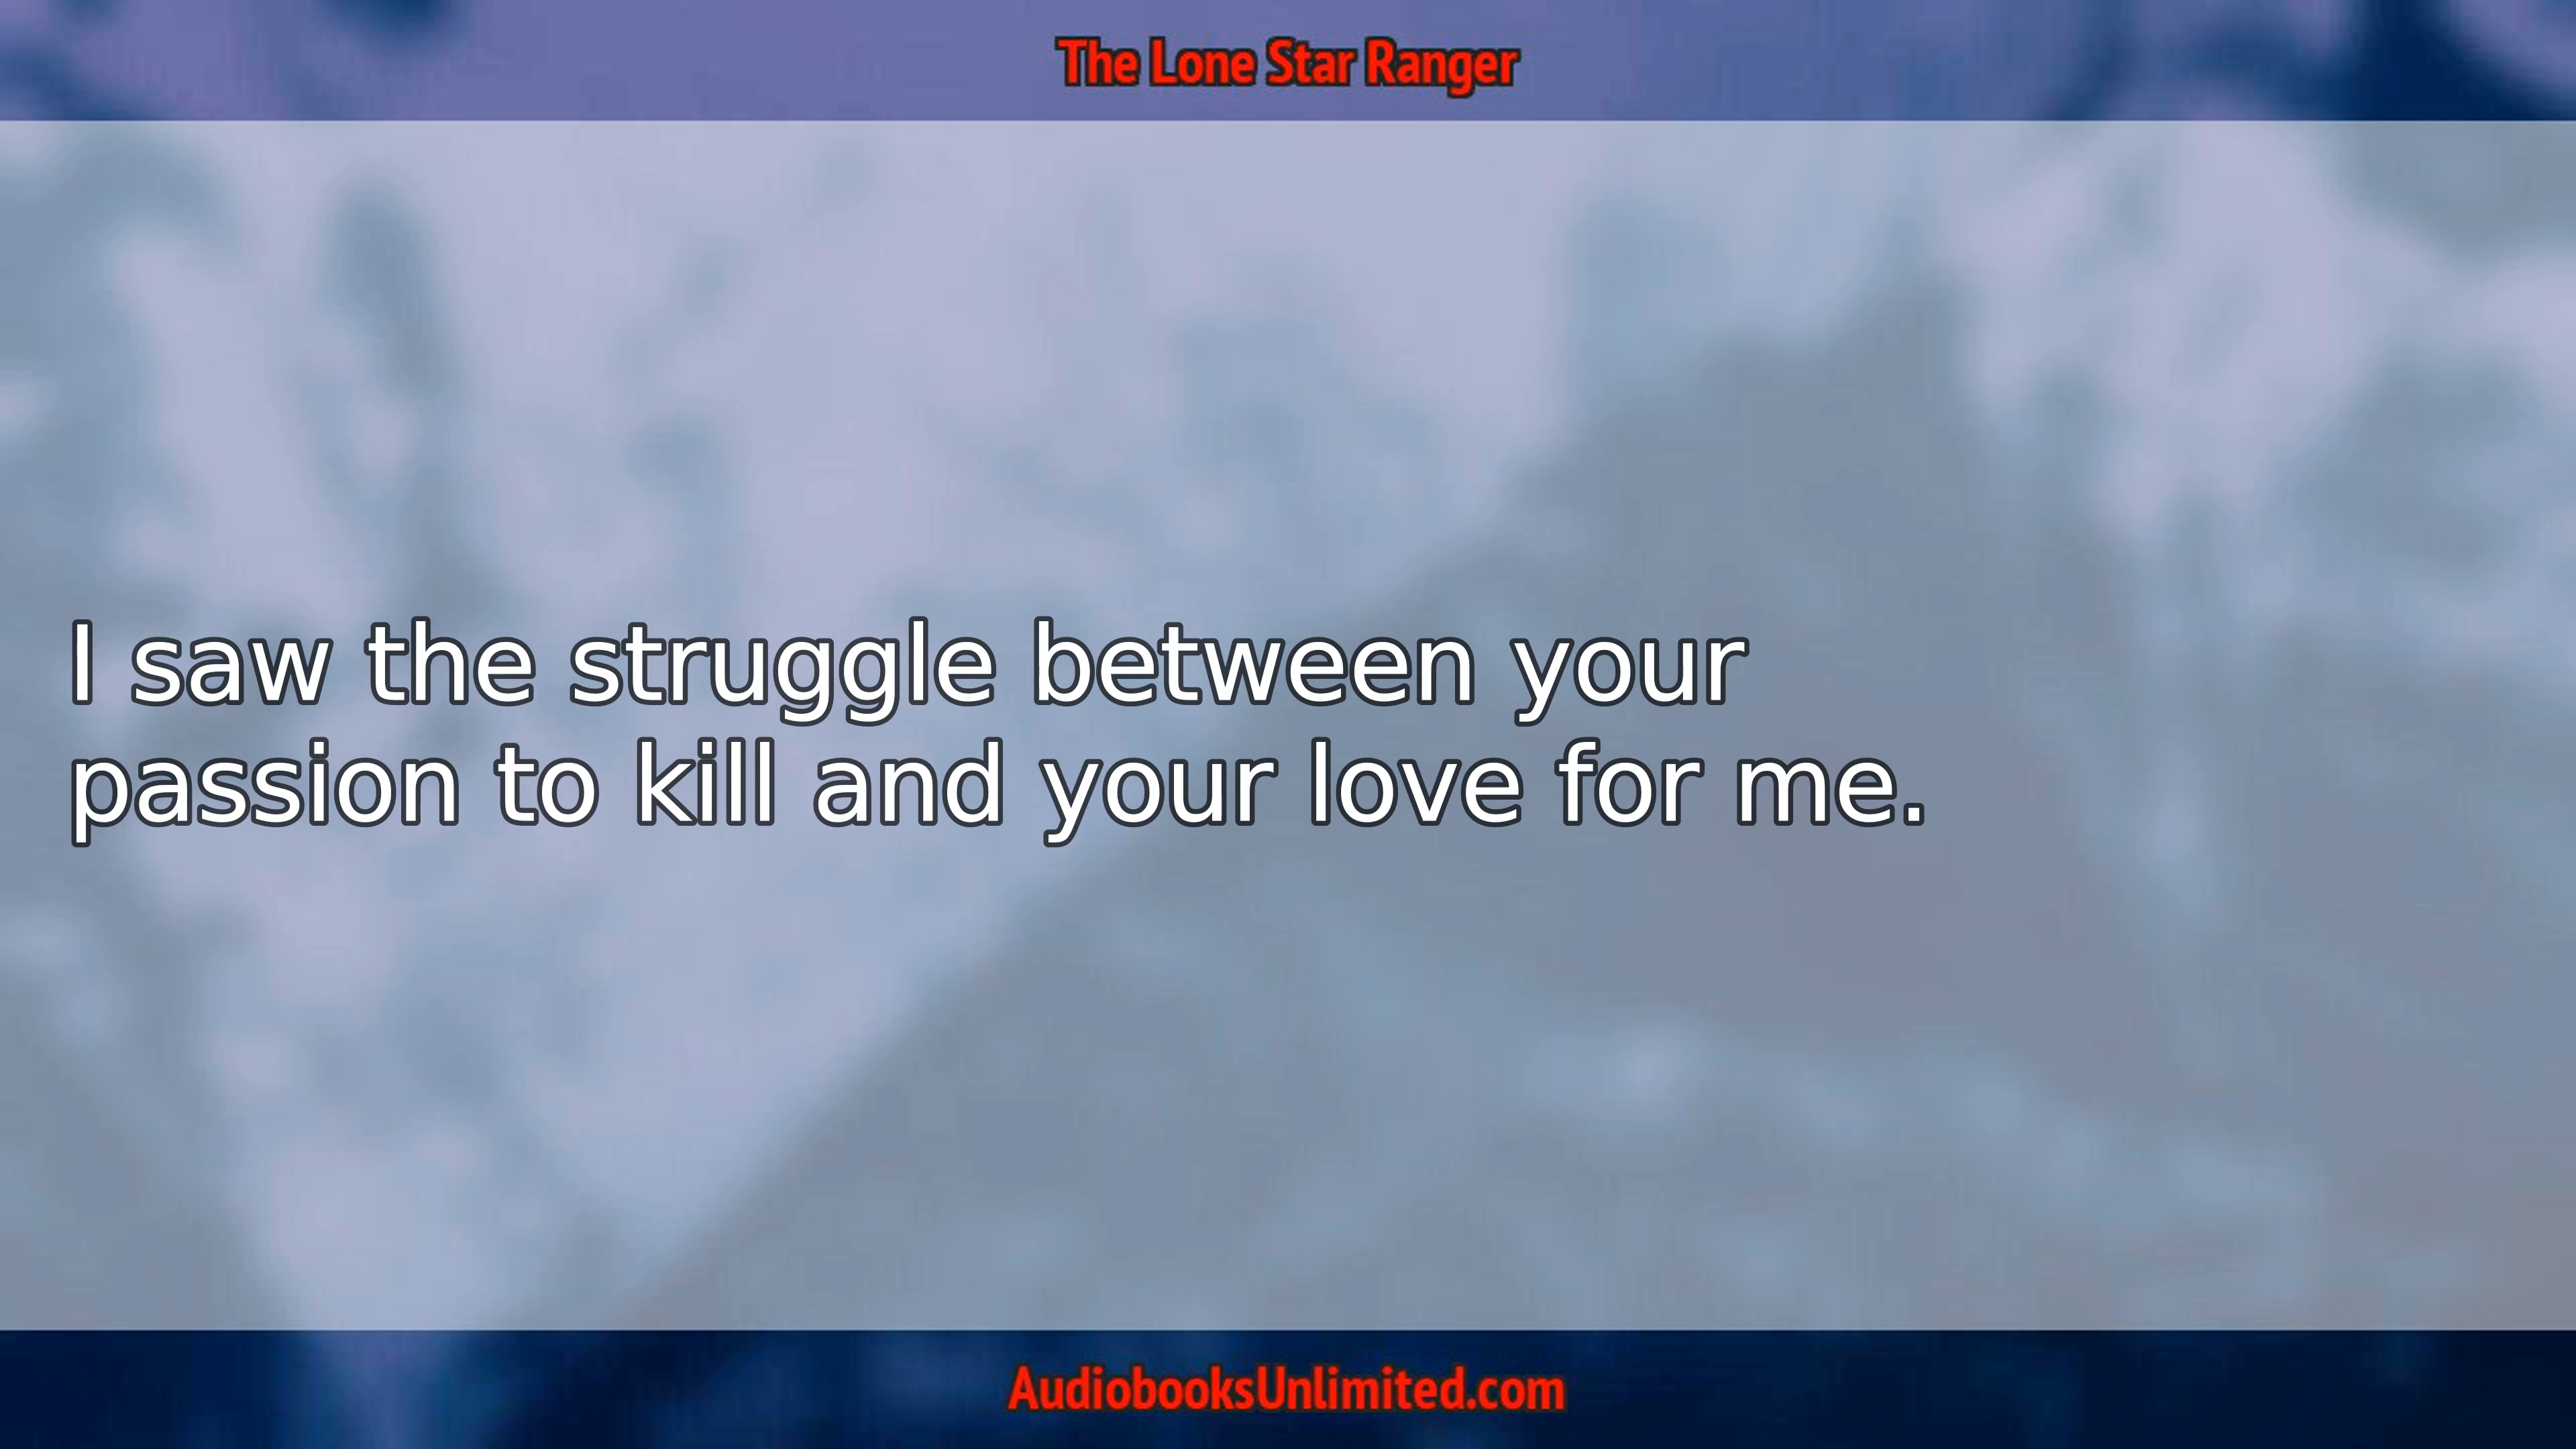 The Lone Star Ranger
I saw the struggle between your
passion to kill and your love for me.
AudiobooksUnlimited.com